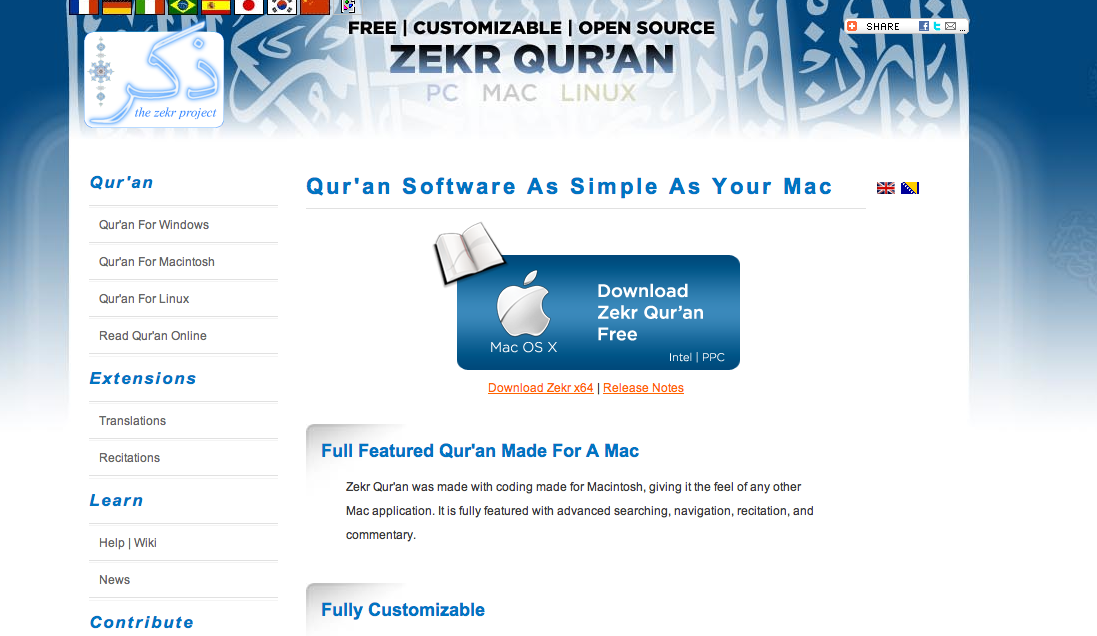 FREE | CUSTOMIZABLE | OPEN SOURCE
ZEKR QUR'AN
PC MAC LINUX
SHARE
...
ذكر
the zekr project
Qur'an
Qur'an For Windows
Qur'an For Macintosh
Qur'an For Linux
Read Qur'an Online
Extensions
Translations
Recitations
Learn
Help | Wiki
News
Contribute
Qur'an Software As Simple As Your Mac
Mac OS X
Download
Zekr Qur'an
Free
Intel | PPC
Download Zekr x64 | Release Notes
Full Featured Qur'an Made For A Mac
Zekr Qur'an was made with coding made for Macintosh, giving it the feel of any other
Mac application. It is fully featured with advanced searching, navigation, recitation, and
commentary.
Fully Customizable